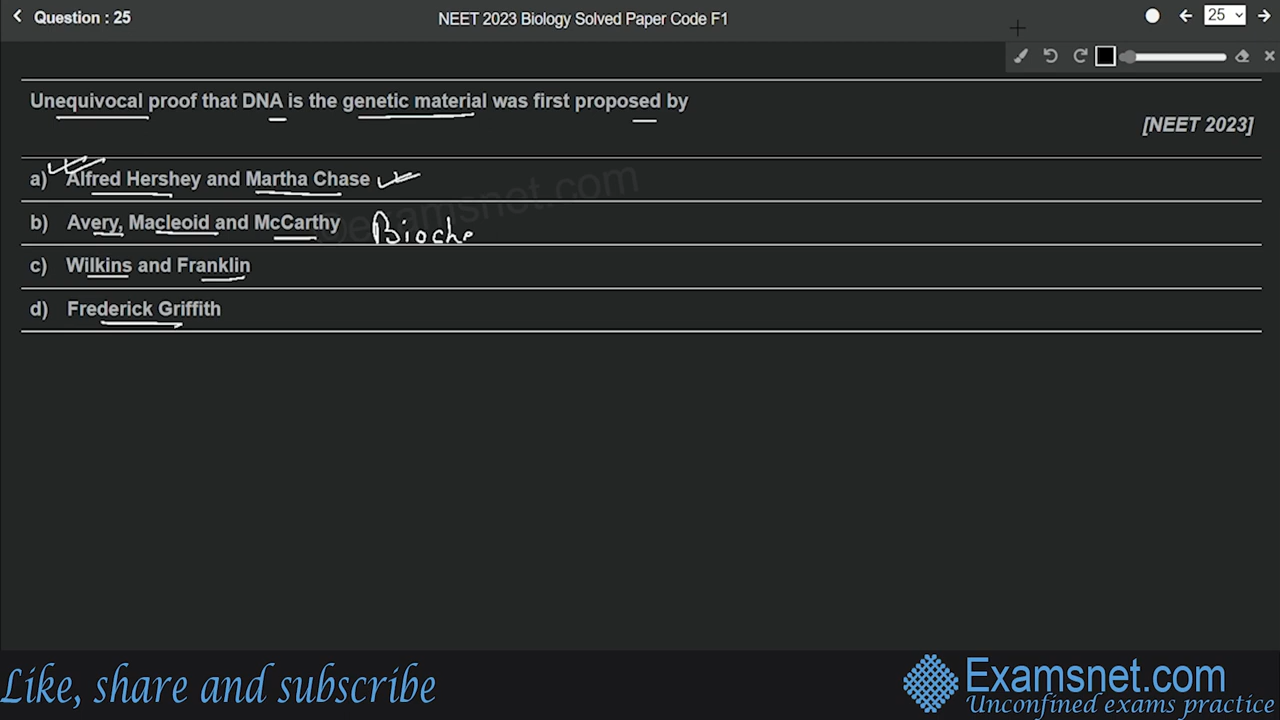 Question : 25
NEET 2023 Biology Solved Paper Code F1
25
Unequivocal proof that DNA is the genetic material was first proposed by
[NEET 2023]
a) Alfred Hershey and Martha Chase
b) Avery, Macleoid and McCarthy Bioche
c) Wilkins and Franklin
d) Frederick Griffith
©examsnet.com
Like, share and subscribe
Examsnet.com
Unconfined exams practice